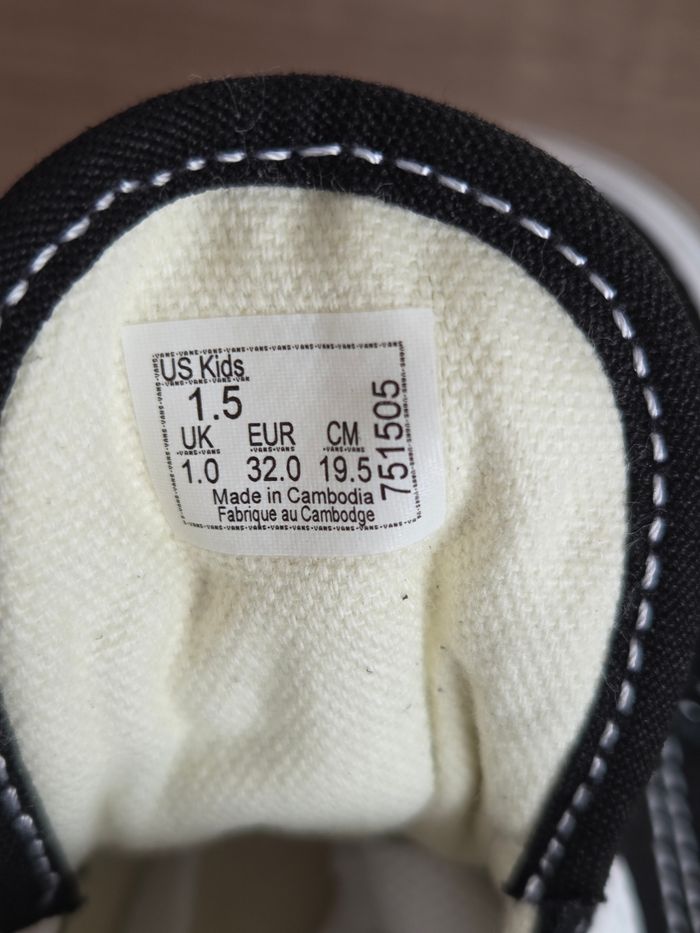 US Kids
1.5
UK EUR CM
1.0 32.0 19.5
Made in Cambodia
Fabrique au Cambodge
751505